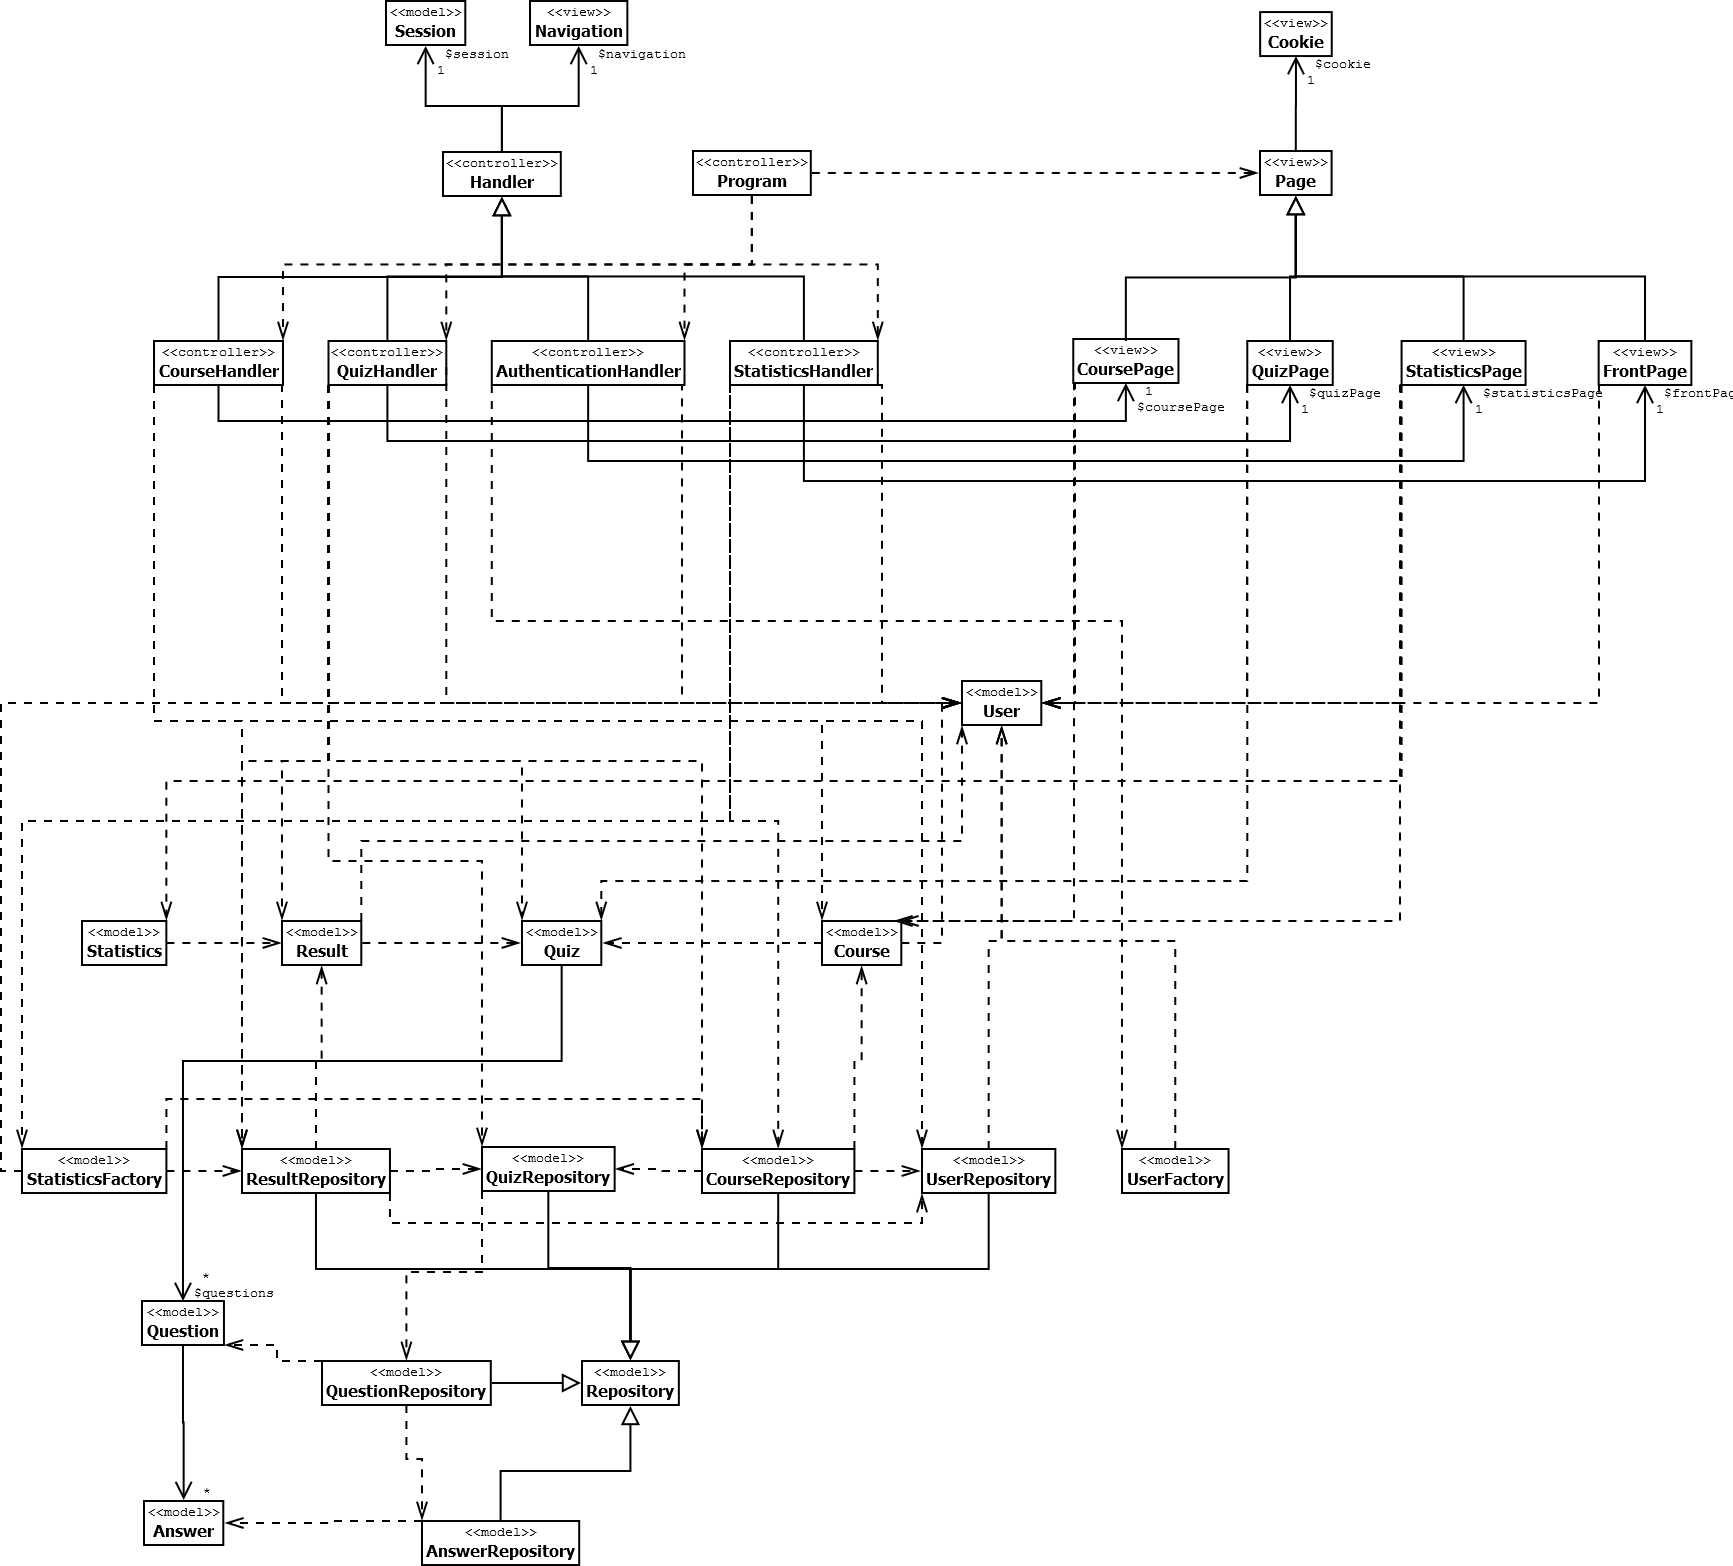 <<model>>
Session
<<view>>
Navigation
<<view>>
Cookie
$session
1
$navigation
1
$cookie
1
<<controller>>
Handler
<<controller>>
Program
<<view>>
Page
<<controller>>
CourseHandler
<<controller>>
QuizHandler
<<controller>>
AuthenticationHandler
<<controller>>
StatisticsHandler
<<view>>
CoursePage
<<view>>
QuizPage
<<view>>
StatisticsPage
<<view>>
FrontPage
1
$coursePage
$quizPage
1
$statisticsPage
1
$frontPag
1
<<model>>
User
<<model>>
Statistics
<<model>>
Result
<<model>>
Quiz
<<model>>
Course
<<model>>
StatisticsFactory
<<model>>
ResultRepository
<<model>>
QuizRepository
<<model>>
CourseRepository
<<model>>
UserRepository
<<model>>
UserFactory
*
$questions
<<model>>
Question
<<model>>
QuestionRepository
<<model>>
Repository
*
<<model>>
Answer
<<model>>
AnswerRepository